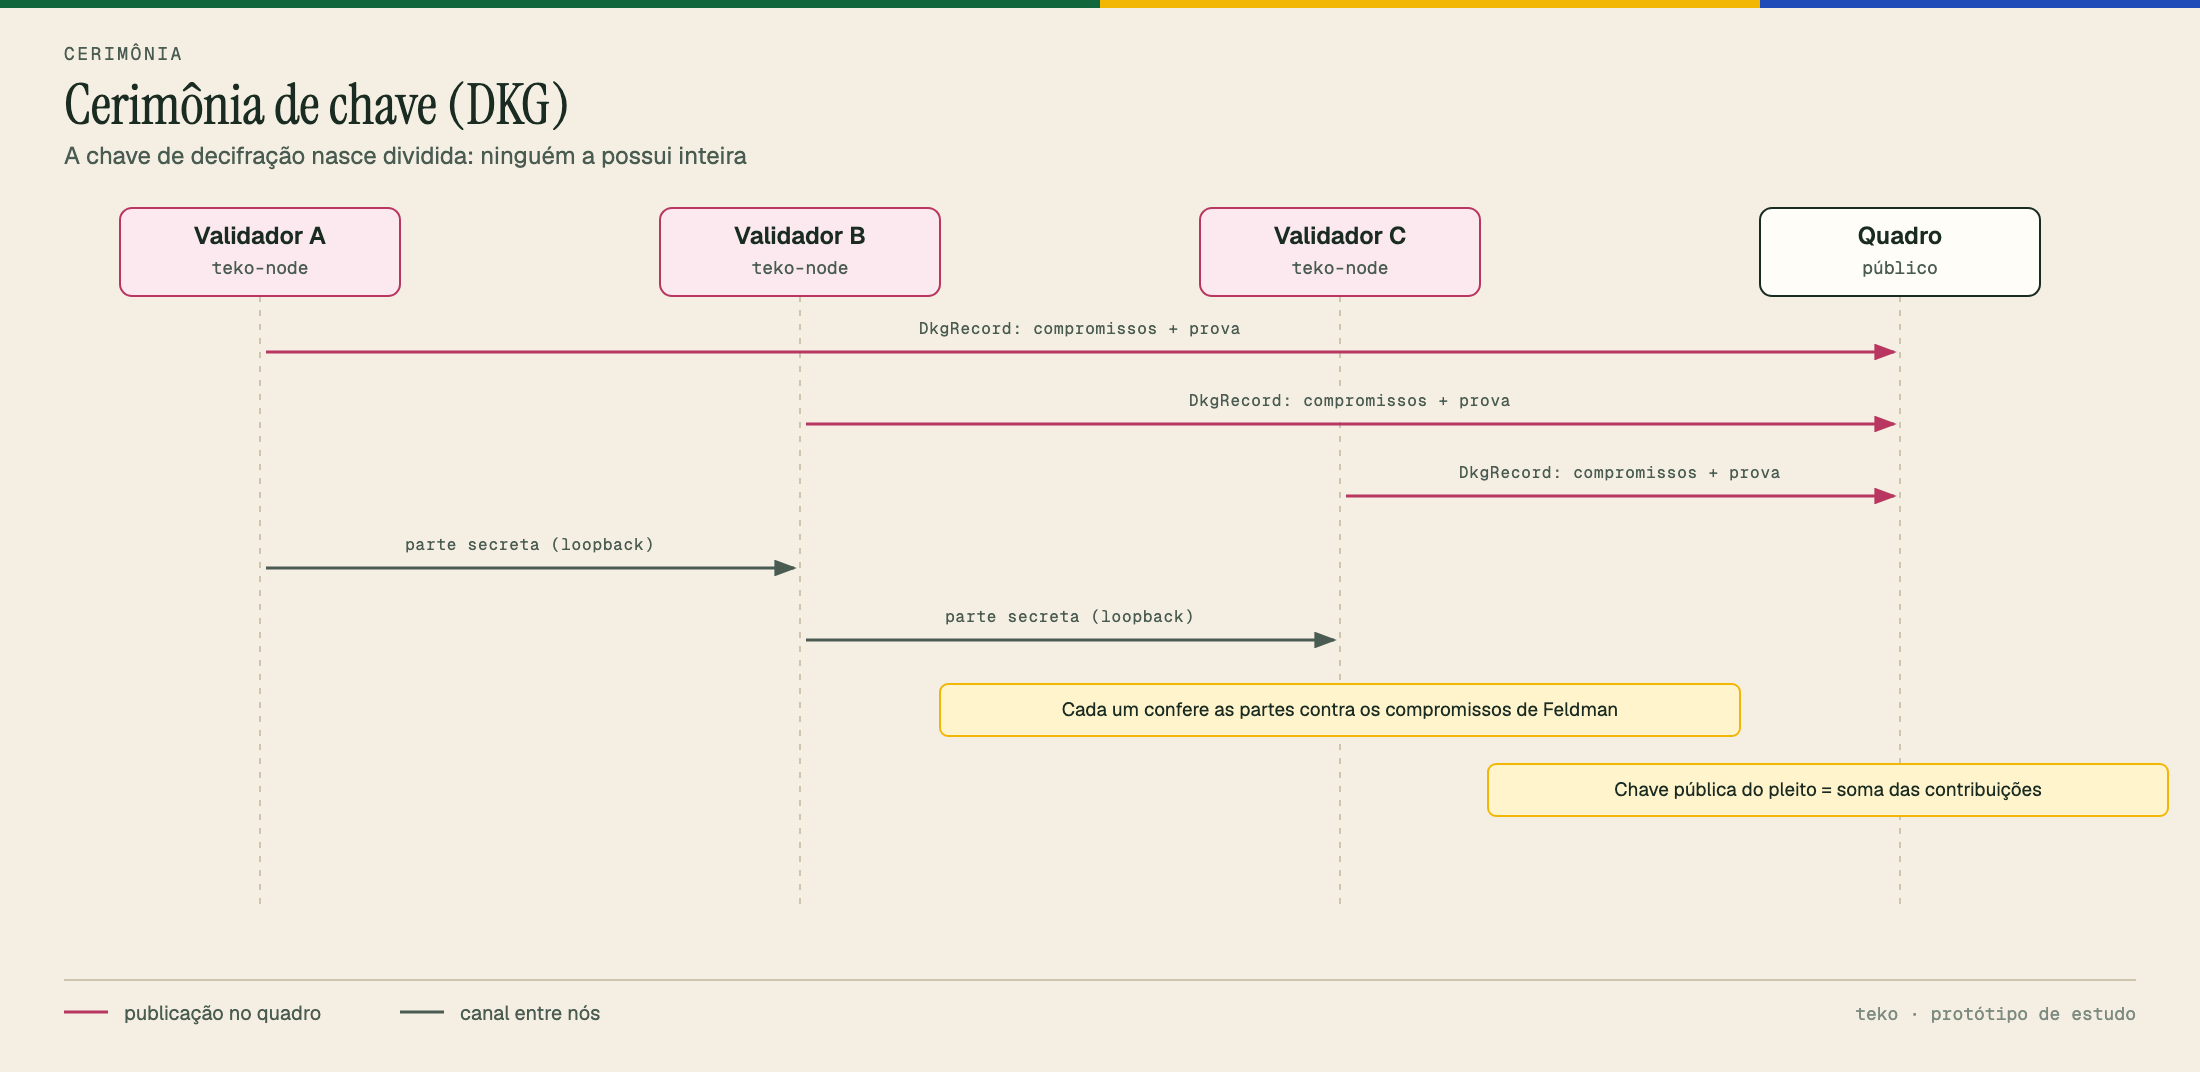 CERIMÔNIA
Cerimônia de chave (DKG)
A chave de decifração nasce dividida: ninguém a possui inteira
Validador A
teko-node
Validador B
teko-node
Validador C
teko-node
Quadro
público
DkgRecord: compromissos + prova
DkgRecord: compromissos + prova
DkgRecord: compromissos + prova
parte secreta (loopback)
parte secreta (loopback)
Cada um confere as partes contra os compromissos de Feldman
Chave pública do pleito = soma das contribuições
publicação no quadro
canal entre nós
teko · protótipo de estudo